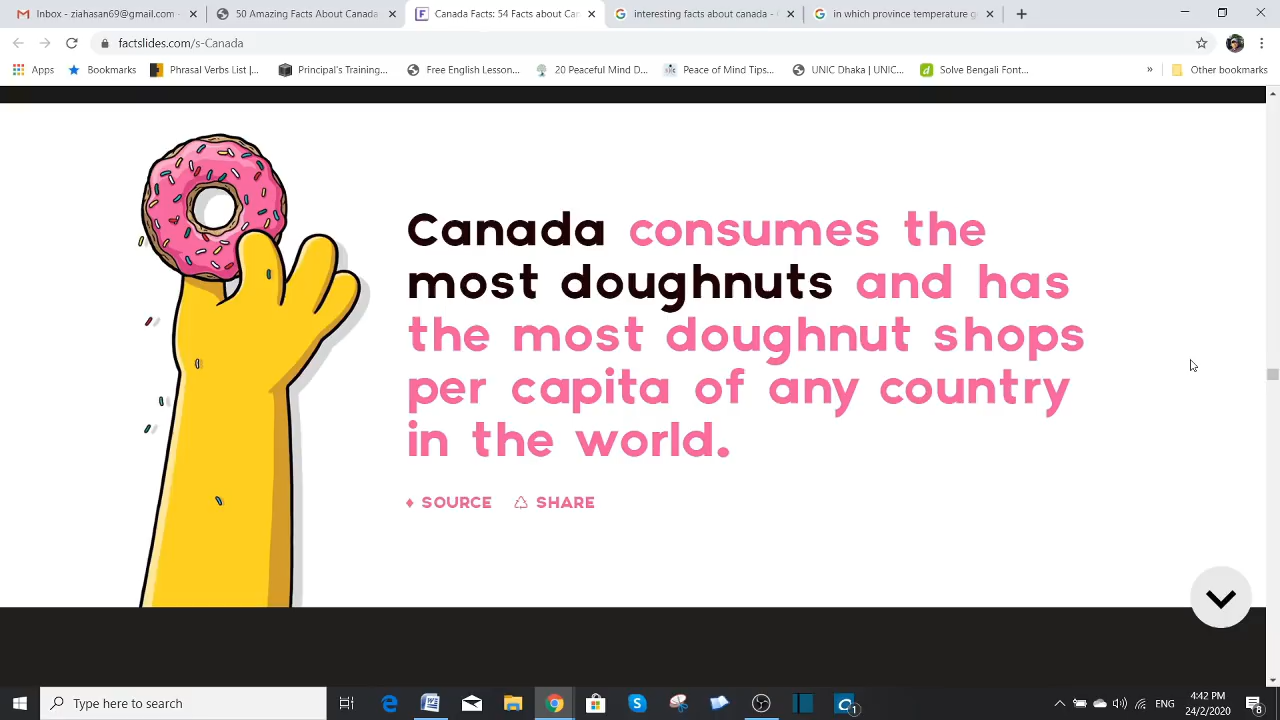 Inbox - ziahasan69@gmail.com -
50 Amazing Facts About Canada
Canada Facts: 54 Facts about Can
interesting facts about canada -
in which province temperature g
factslides.com/s-Canada
Apps
Bookmarks
Phrasal Verbs List |...
Principal's Training...
Free English Lesson...
20 Peaceful Mind D...
Peace of Mind Tips...
UNIC Dhaka | UNIC...
Solve Bengali Font...
»
Other bookmarks
Canada consumes the
most doughnuts and has
the most doughnut shops
per capita of any country
in the world.
SOURCE SHARE
Type here to search
ENG
4:42 PM
24/2/2020